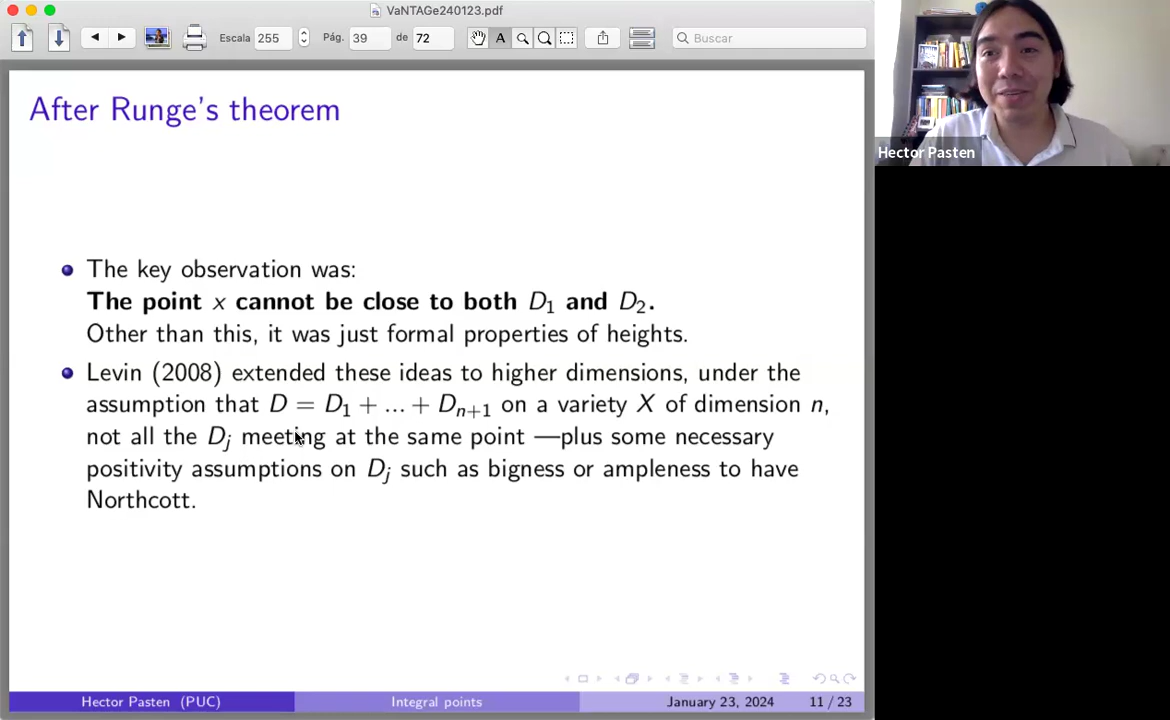 VaNTAGe240123.pdf
Escala 255 Pág. 39 de 72 A Buscar
After Runge's theorem
The key observation was:
The point x cannot be close to both D₁ and D₂.
Other than this, it was just formal properties of heights.
Levin (2008) extended these ideas to higher dimensions, under the
assumption that D = D₁ + ... + Dₙ₊₁ on a variety X of dimension n,
not all the Dⱼ meeting at the same point —plus some necessary
positivity assumptions on Dⱼ such as bigness or ampleness to have
Northcott.
Hector Pasten (PUC) Integral points January 23, 2024 11 / 23
Hector Pasten